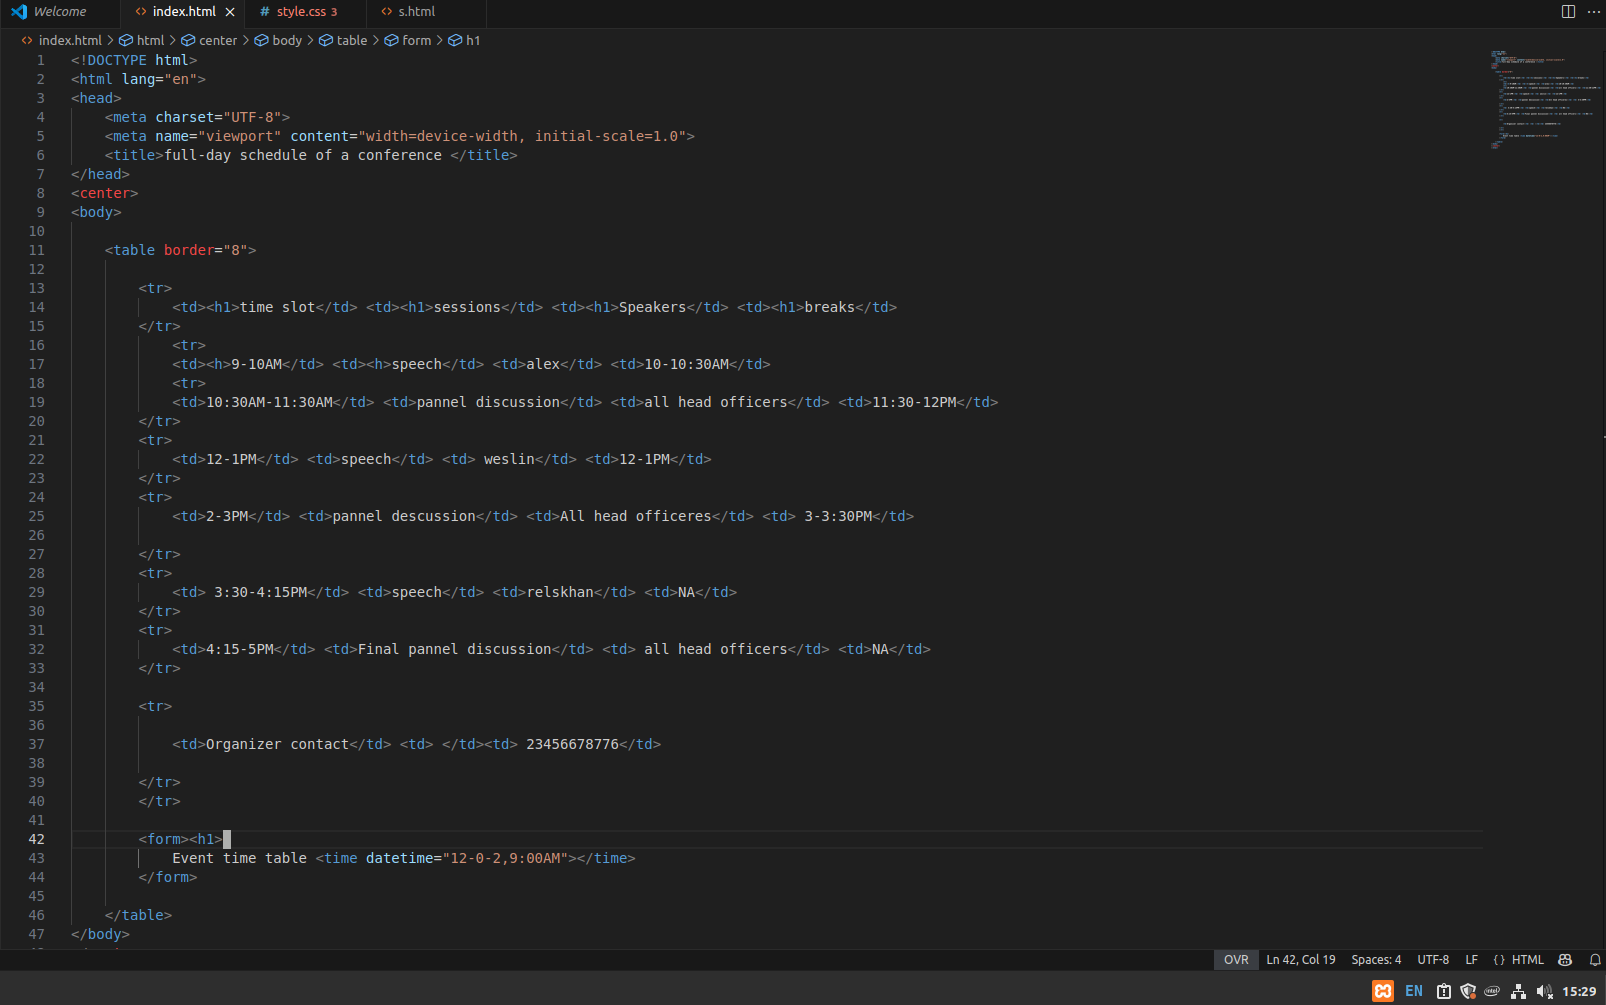 Welcome index.html style.css 3 s.html
index.html > html > center > body > table > form > h1
1 <!DOCTYPE html>
2 <html lang="en">
3 <head>
4     <meta charset="UTF-8">
5     <meta name="viewport" content="width=device-width, initial-scale=1.0">
6     <title>full-day schedule of a conference </title>
7 </head>
8 <center>
9 <body>
10
11     <table border="8">
12
13         <tr>
14             <td><h1>time slot</td> <td><h1>sessions</td> <td><h1>Speakers</td> <td><h1>breaks</td>
15         </tr>
16             <tr>
17             <td><h>9-10AM</td> <td><h>speech</td> <td>alex</td> <td>10-10:30AM</td>
18             <tr>
19             <td>10:30AM-11:30AM</td> <td>pannel discussion</td> <td>all head officers</td> <td>11:30-12PM</td>
20         </tr>
21         <tr>
22             <td>12-1PM</td> <td>speech</td> <td> weslin</td> <td>12-1PM</td>
23         </tr>
24         <tr>
25             <td>2-3PM</td> <td>pannel descussion</td> <td>All head officeres</td> <td> 3-3:30PM</td>
26
27         </tr>
28         <tr>
29             <td> 3:30-4:15PM</td> <td>speech</td> <td>relskhan</td> <td>NA</td>
30         </tr>
31         <tr>
32             <td>4:15-5PM</td> <td>Final pannel discussion</td> <td> all head officers</td> <td>NA</td>
33         </tr>
34
35         <tr>
36
37             <td>Organizer contact</td> <td> </td><td> 23456678776</td>
38
39         </tr>
40         </tr>
41
42         <form><h1>
43             Event time table <time datetime="12-0-2,9:00AM"></time>
44         </form>
45
46     </table>
47 </body>
OVR Ln 42, Col 19 Spaces: 4 UTF-8 LF {} HTML
EN 15:29